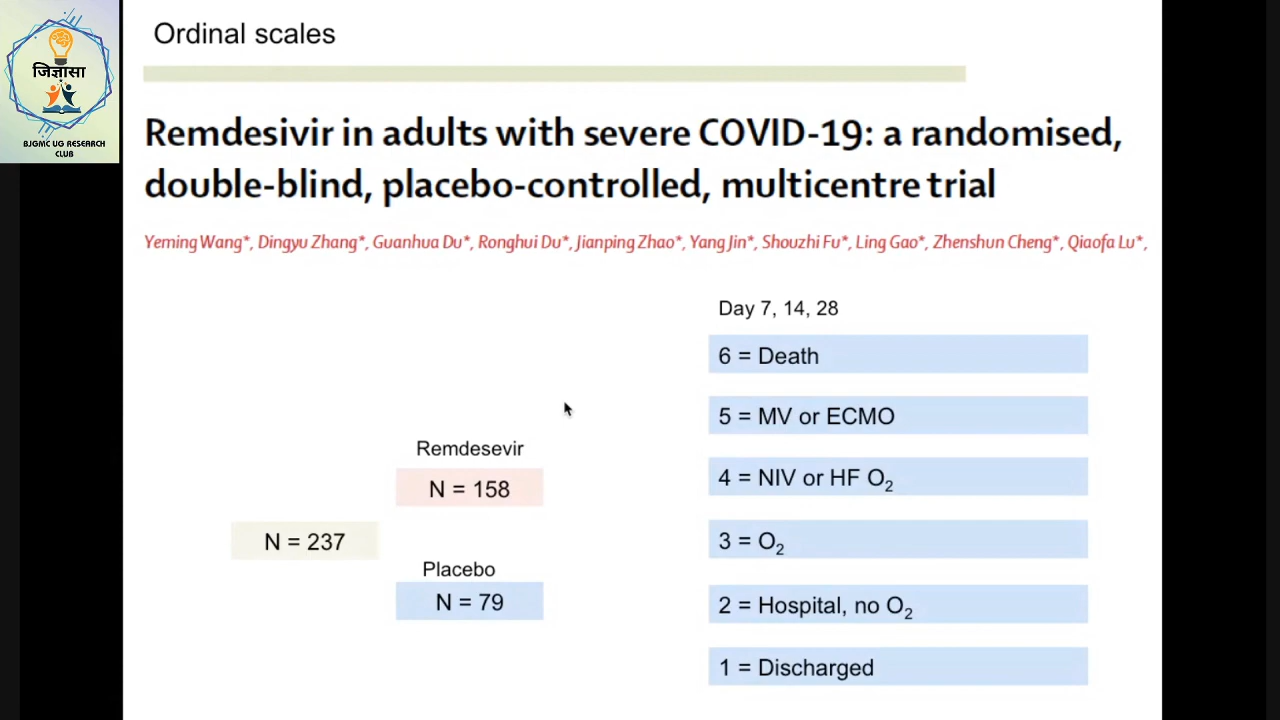 Ordinal scales
जिज्ञासा
BJGMC UG RESEARCH
CLUB
Remdesivir in adults with severe COVID-19: a randomised,
double-blind, placebo-controlled, multicentre trial
Yeming Wang*, Dingyu Zhang*, Guanhua Du*, Ronghui Du*, Jianping Zhao*, Yang Jin*, Shouzhi Fu*, Ling Gao*, Zhenshun Cheng*, Qiaofa Lu*,
N = 237
Remdesevir
N = 158
Placebo
N = 79
Day 7, 14, 28
6 = Death
5 = MV or ECMO
4 = NIV or HF O₂
3 = O₂
2 = Hospital, no O₂
1 = Discharged